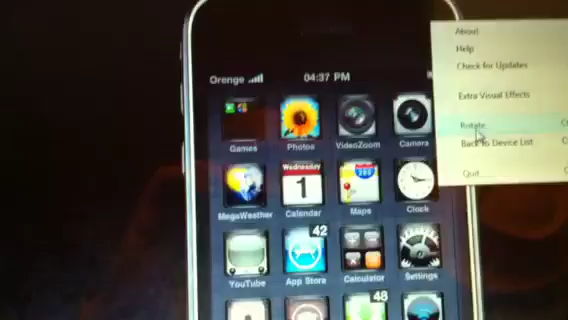 About
Help
Check for Updates
Orenge 04:37 PM
Extra Visual Effects
Rotate
Back To Device List
Quit
Games Photos VideoZoom Camera
Wednesday
1
MegaWeather Calendar Maps Clock
42
YouTube App Store Calculator Settings
48